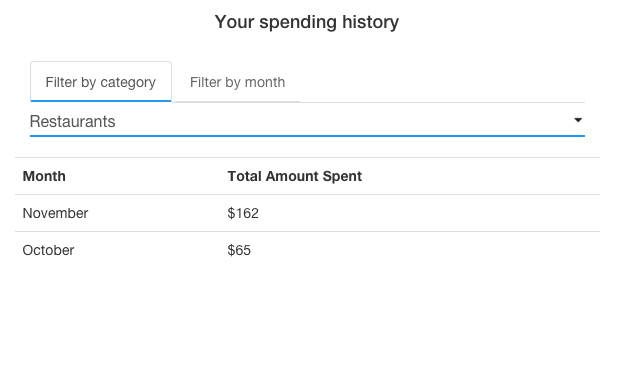 Your spending history
Filter by category Filter by month
Restaurants
Month Total Amount Spent
November $162
October $65